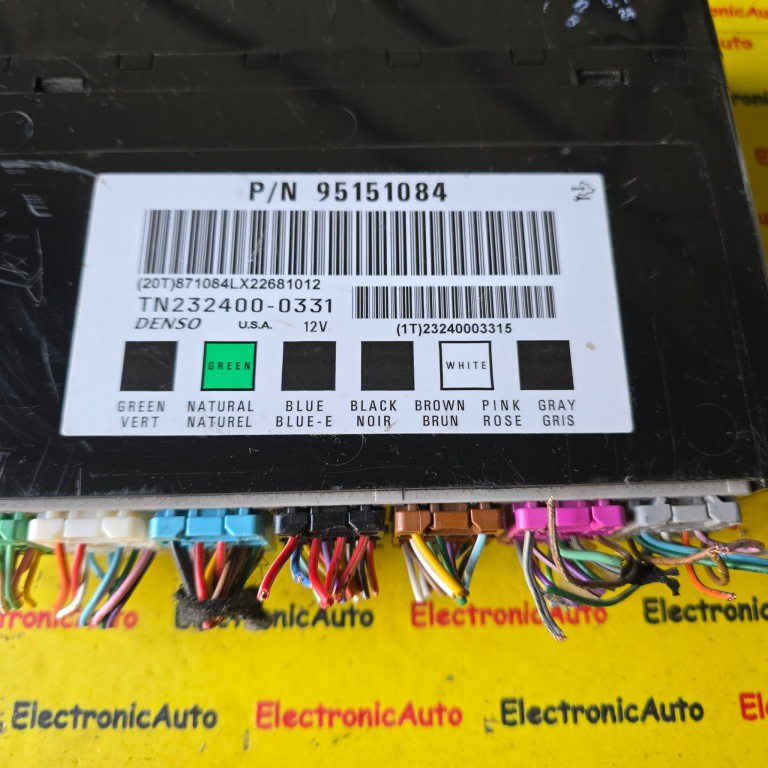 P/N 95151084
(20T)871084LX22681012
TN232400-0331
DENSO U.S.A. 12V
(1T)23240003315
GREEN
WHITE
GREEN NATURAL BLUE BLACK BROWN PINK GRAY
VERT NATUREL BLUE-E NOIR BRUN ROSE GRIS
ElectronicAuto ElectronicAuto ElectronicAuto
ElectronicAuto ElectronicAuto ElectronicAuto